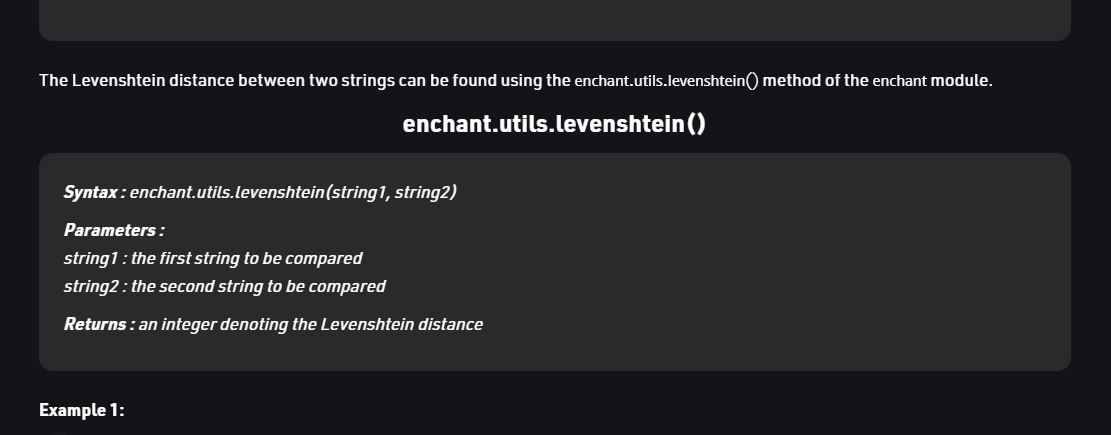 The Levenshtein distance between two strings can be found using the enchant.utils.levenshtein() method of the enchant module.
enchant.utils.levenshtein()
Syntax : enchant.utils.levenshtein(string1, string2)
Parameters :
string1 : the first string to be compared
string2 : the second string to be compared
Returns : an integer denoting the Levenshtein distance
Example 1: